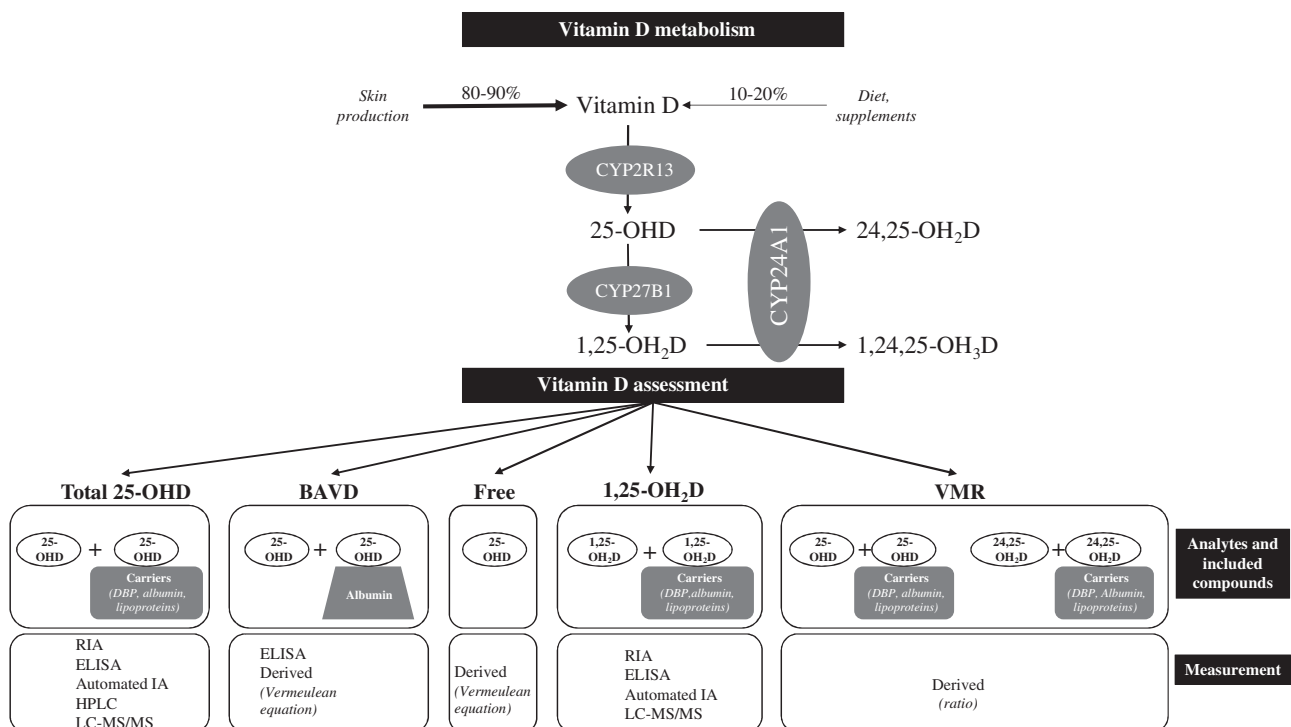 Vitamin D metabolism
Skin
production
80-90%
Vitamin D
10-20%
Diet,
supplements
CYP2R13
25-OHD
24,25-OH₂D
CYP24A1
CYP27B1
1,25-OH₂D
1,24,25-OH₃D
Vitamin D assessment
Total 25-OHD
BAVD
Free
1,25-OH₂D
VMR
25-
OHD
+
25-
OHD
Carriers
(DBP, albumin,
lipoproteins)
25-
OHD
+
25-
OHD
Albumin
25-
OHD
1,25-
OH₂D
+
1,25-
OH₂D
Carriers
(DBP,albumin,
lipoproteins)
25-
OHD
+
25-
OHD
Carriers
(DBP, albumin,
lipoproteins)
24,25-
OH₂D
+
24,25-
OH₂D
Carriers
(DBP, Albumin,
lipoproteins)
Analytes and
included
compounds
RIA
ELISA
Automated IA
HPLC
LC-MS/MS
ELISA
Derived
(Vermeulean
equation)
Derived
(Vermeulean
equation)
RIA
ELISA
Automated IA
LC-MS/MS
Derived
(ratio)
Measurement